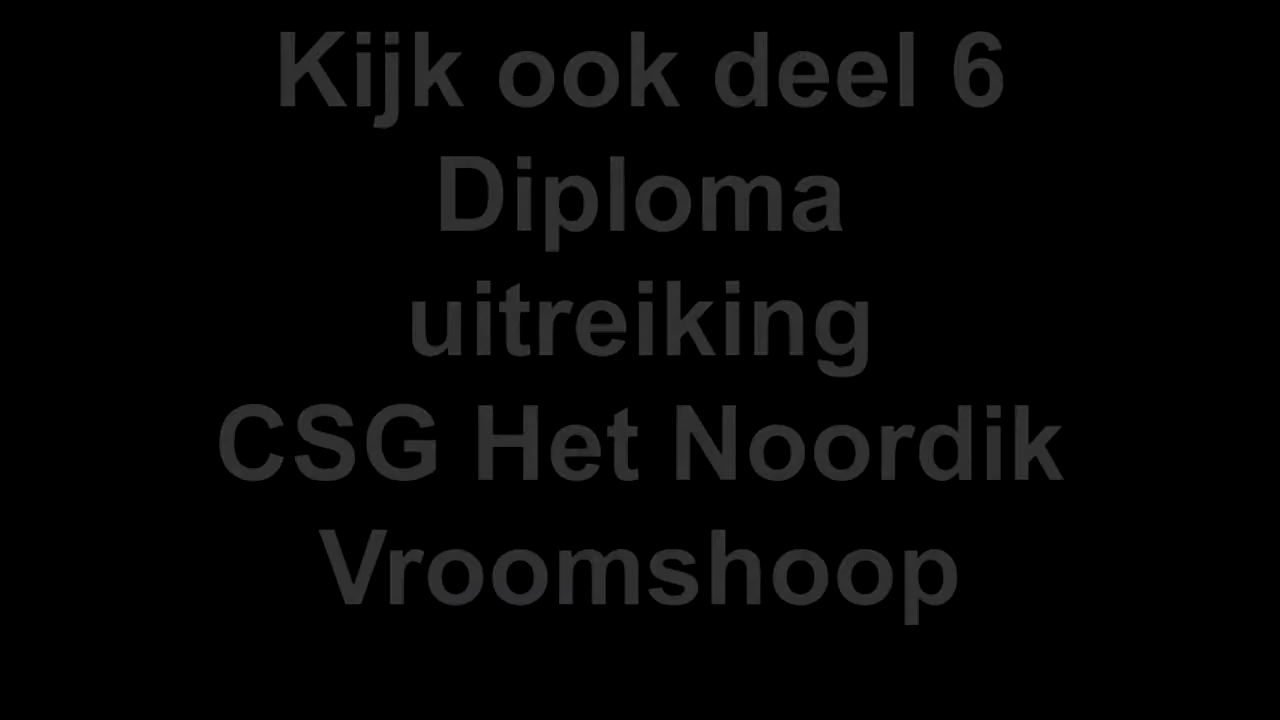 Kijk ook deel 6
Diploma
uitreiking
CSG Het Noordik
Vroomshoop